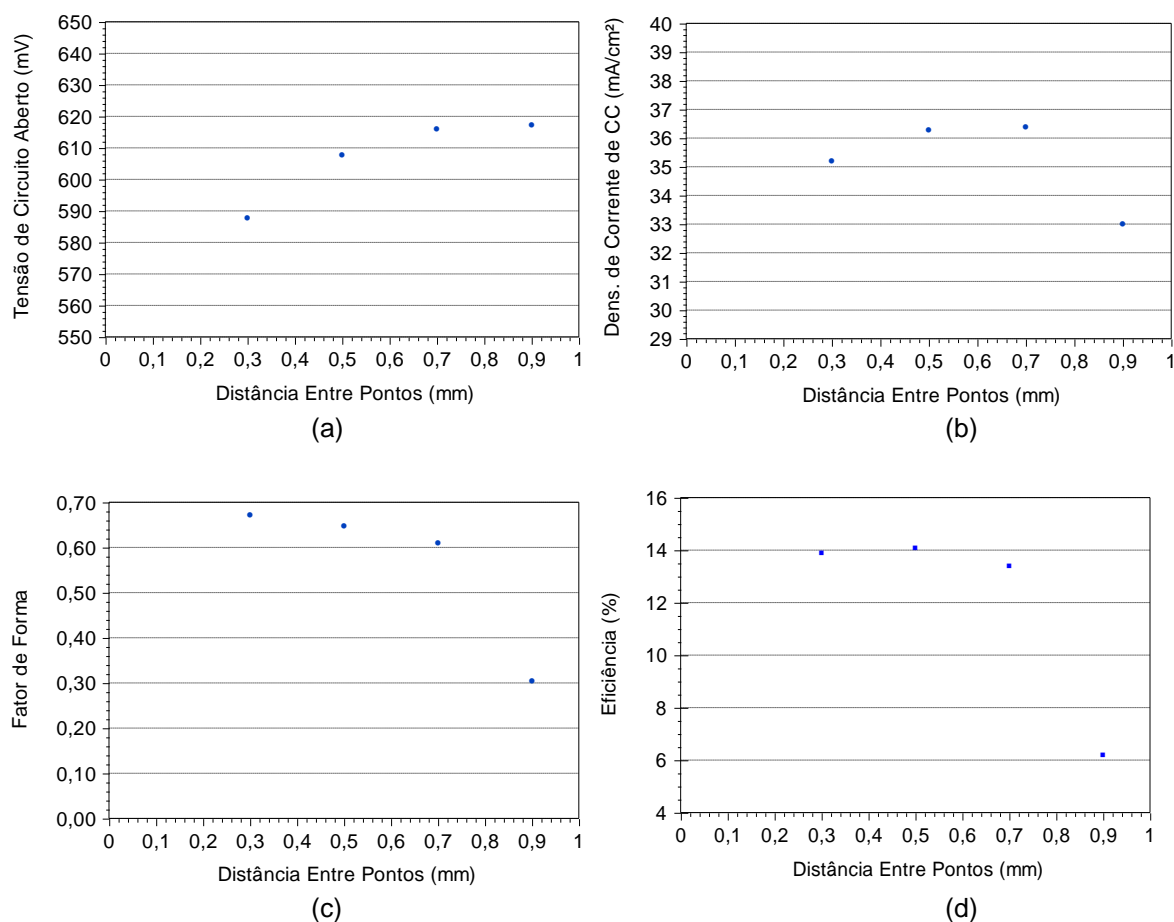 Tensão de Circuito Aberto (mV)
650
640
630
620
610
600
590
580
570
560
550
0 0,1 0,2 0,3 0,4 0,5 0,6 0,7 0,8 0,9 1
Distância Entre Pontos (mm)
(a)
Dens. de Corrente de CC (mA/cm²)
40
39
38
37
36
35
34
33
32
31
30
29
0 0,1 0,2 0,3 0,4 0,5 0,6 0,7 0,8 0,9 1
Distância Entre Pontos (mm)
(b)
Fator de Forma
0,70
0,60
0,50
0,40
0,30
0,20
0,10
0,00
0 0,1 0,2 0,3 0,4 0,5 0,6 0,7 0,8 0,9 1
Distância Entre Pontos (mm)
(c)
Eficiência (%)
16
14
12
10
8
6
4
0 0,1 0,2 0,3 0,4 0,5 0,6 0,7 0,8 0,9 1
Distância Entre Pontos (mm)
(d)